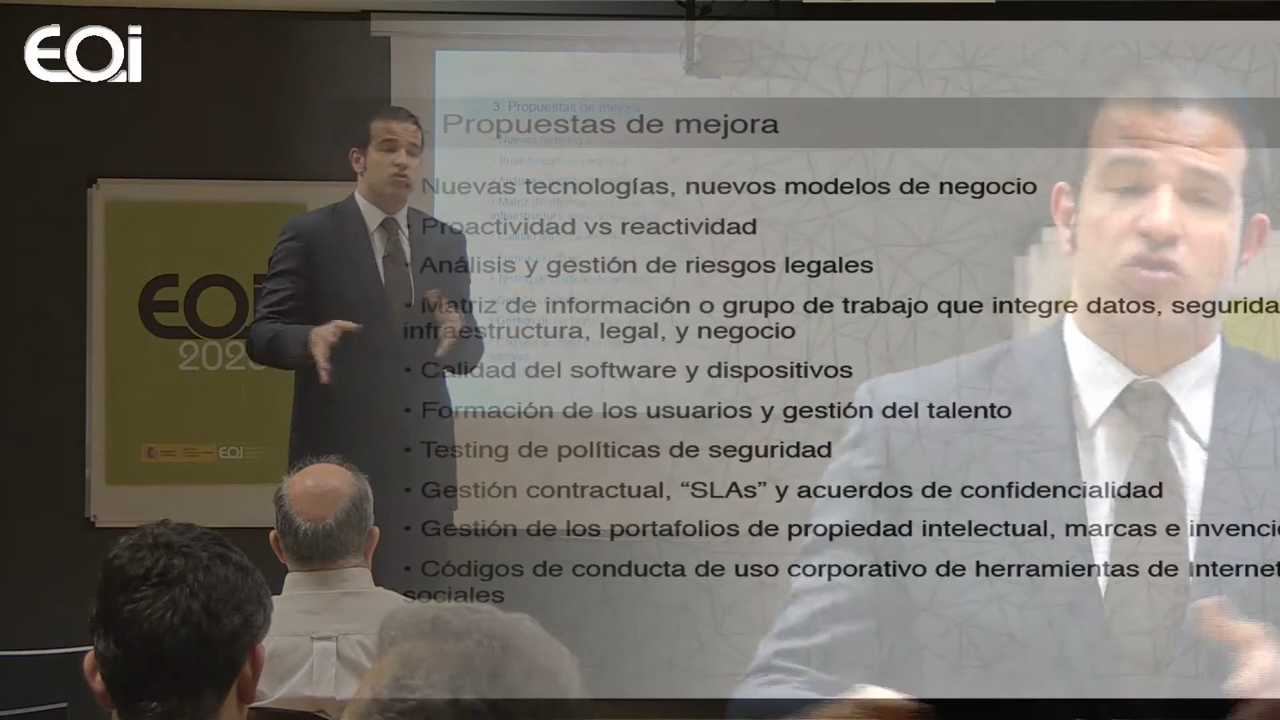 EOi
3. Propuestas de mejora
Propuestas de mejora
Nuevas tecnologías, nuevos modelos de negocio
• Proactividad vs reactividad
• Análisis y gestión de riesgos legales
• Matriz de información o grupo de trabajo que integre datos,
infraestructura, legal, y negocio
• Calidad del software y dispositivos
• Formación de los usuarios y gestión del talento
• Testing de políticas de seguridad
• Gestión contractual, “SLAs” y acuerdos de confidencialidad
• Gestión de los portafolios de propiedad intelectual, marcas e
• Códigos de conducta de uso corporativo de herramientas de Internet
sociales
EOi
EOi